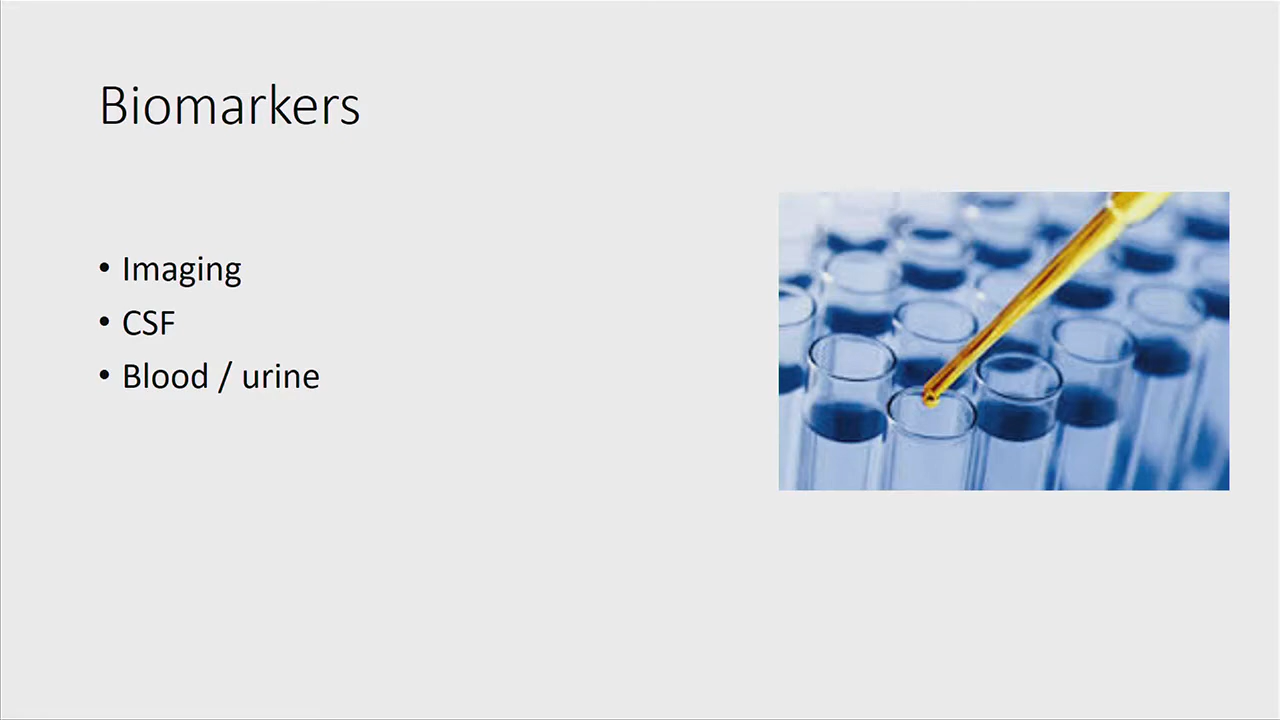 Biomarkers
• Imaging
• CSF
• Blood / urine